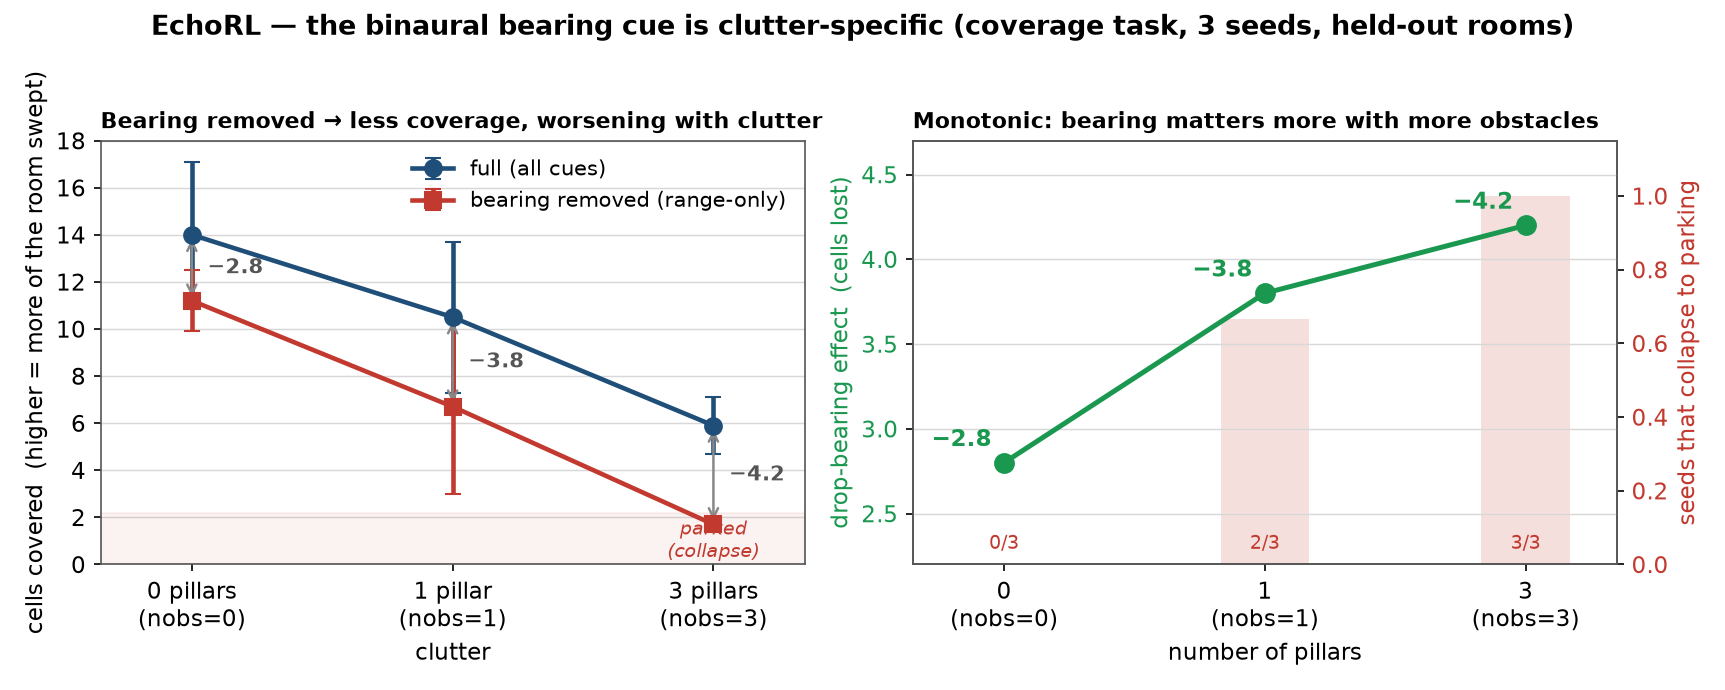 EchoRL — the binaural bearing cue is clutter-specific (coverage task, 3 seeds, held-out rooms)
Bearing removed → less coverage, worsening with clutter
cells covered  (higher = more of the room swept)
18
16
14
12
10
8
6
4
2
0
full (all cues)
bearing removed (range-only)
−2.8
−3.8
−4.2
parked
(collapse)
0 pillars
(nobs=0)
1 pillar
(nobs=1)
3 pillars
(nobs=3)
clutter
Monotonic: bearing matters more with more obstacles
drop-bearing effect  (cells lost)
4.5
4.0
3.5
3.0
2.5
−2.8
−3.8
−4.2
0/3
2/3
3/3
1.0
0.8
0.6
0.4
0.2
0.0
seeds that collapse to parking
0
(nobs=0)
1
(nobs=1)
3
(nobs=3)
number of pillars